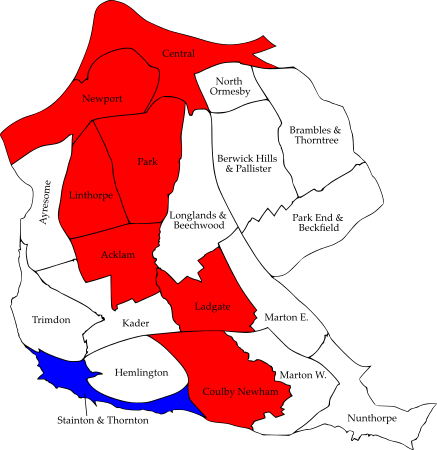 Central
North
Ormesby
Newport
Brambles &
Thorntree
Park
Berwick Hills
& Pallister
Linthorpe
Ayresome
Longlands &
Beechwood
Park End &
Beckfield
Acklam
Ladgate
Marton E.
Trimdon
Kader
Hemlington
Marton W.
Coulby Newham
Stainton & Thornton
Nunthorpe